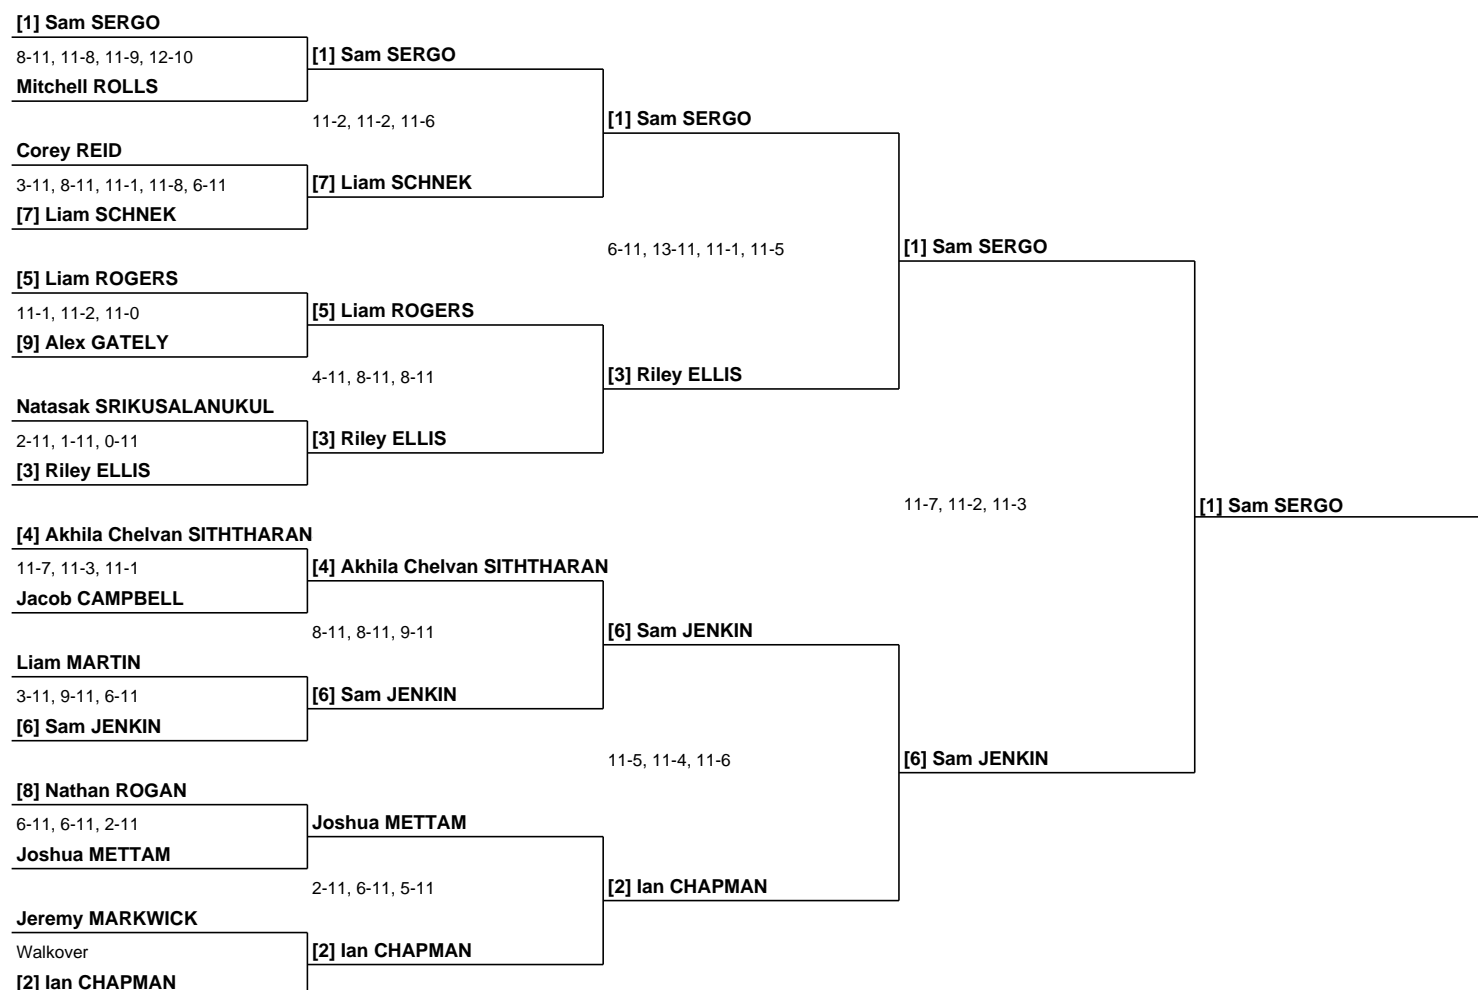 [1] Sam SERGO
8-11, 11-8, 11-9, 12-10
[1] Sam SERGO
Mitchell ROLLS
11-2, 11-2, 11-6
[1] Sam SERGO
Corey REID
3-11, 8-11, 11-1, 11-8, 6-11
[7] Liam SCHNEK
[7] Liam SCHNEK
6-11, 13-11, 11-1, 11-5
[1] Sam SERGO
[5] Liam ROGERS
11-1, 11-2, 11-0
[5] Liam ROGERS
[9] Alex GATELY
4-11, 8-11, 8-11
[3] Riley ELLIS
Natasak SRIKUSALANUKUL
2-11, 1-11, 0-11
[3] Riley ELLIS
[3] Riley ELLIS
11-7, 11-2, 11-3
[1] Sam SERGO
[4] Akhila Chelvan SITHTHARAN
11-7, 11-3, 11-1
[4] Akhila Chelvan SITHTHARAN
Jacob CAMPBELL
8-11, 8-11, 9-11
[6] Sam JENKIN
Liam MARTIN
3-11, 9-11, 6-11
[6] Sam JENKIN
[6] Sam JENKIN
11-5, 11-4, 11-6
[6] Sam JENKIN
[8] Nathan ROGAN
6-11, 6-11, 2-11
Joshua METTAM
Joshua METTAM
2-11, 6-11, 5-11
[2] Ian CHAPMAN
Jeremy MARKWICK
Walkover
[2] Ian CHAPMAN
[2] Ian CHAPMAN